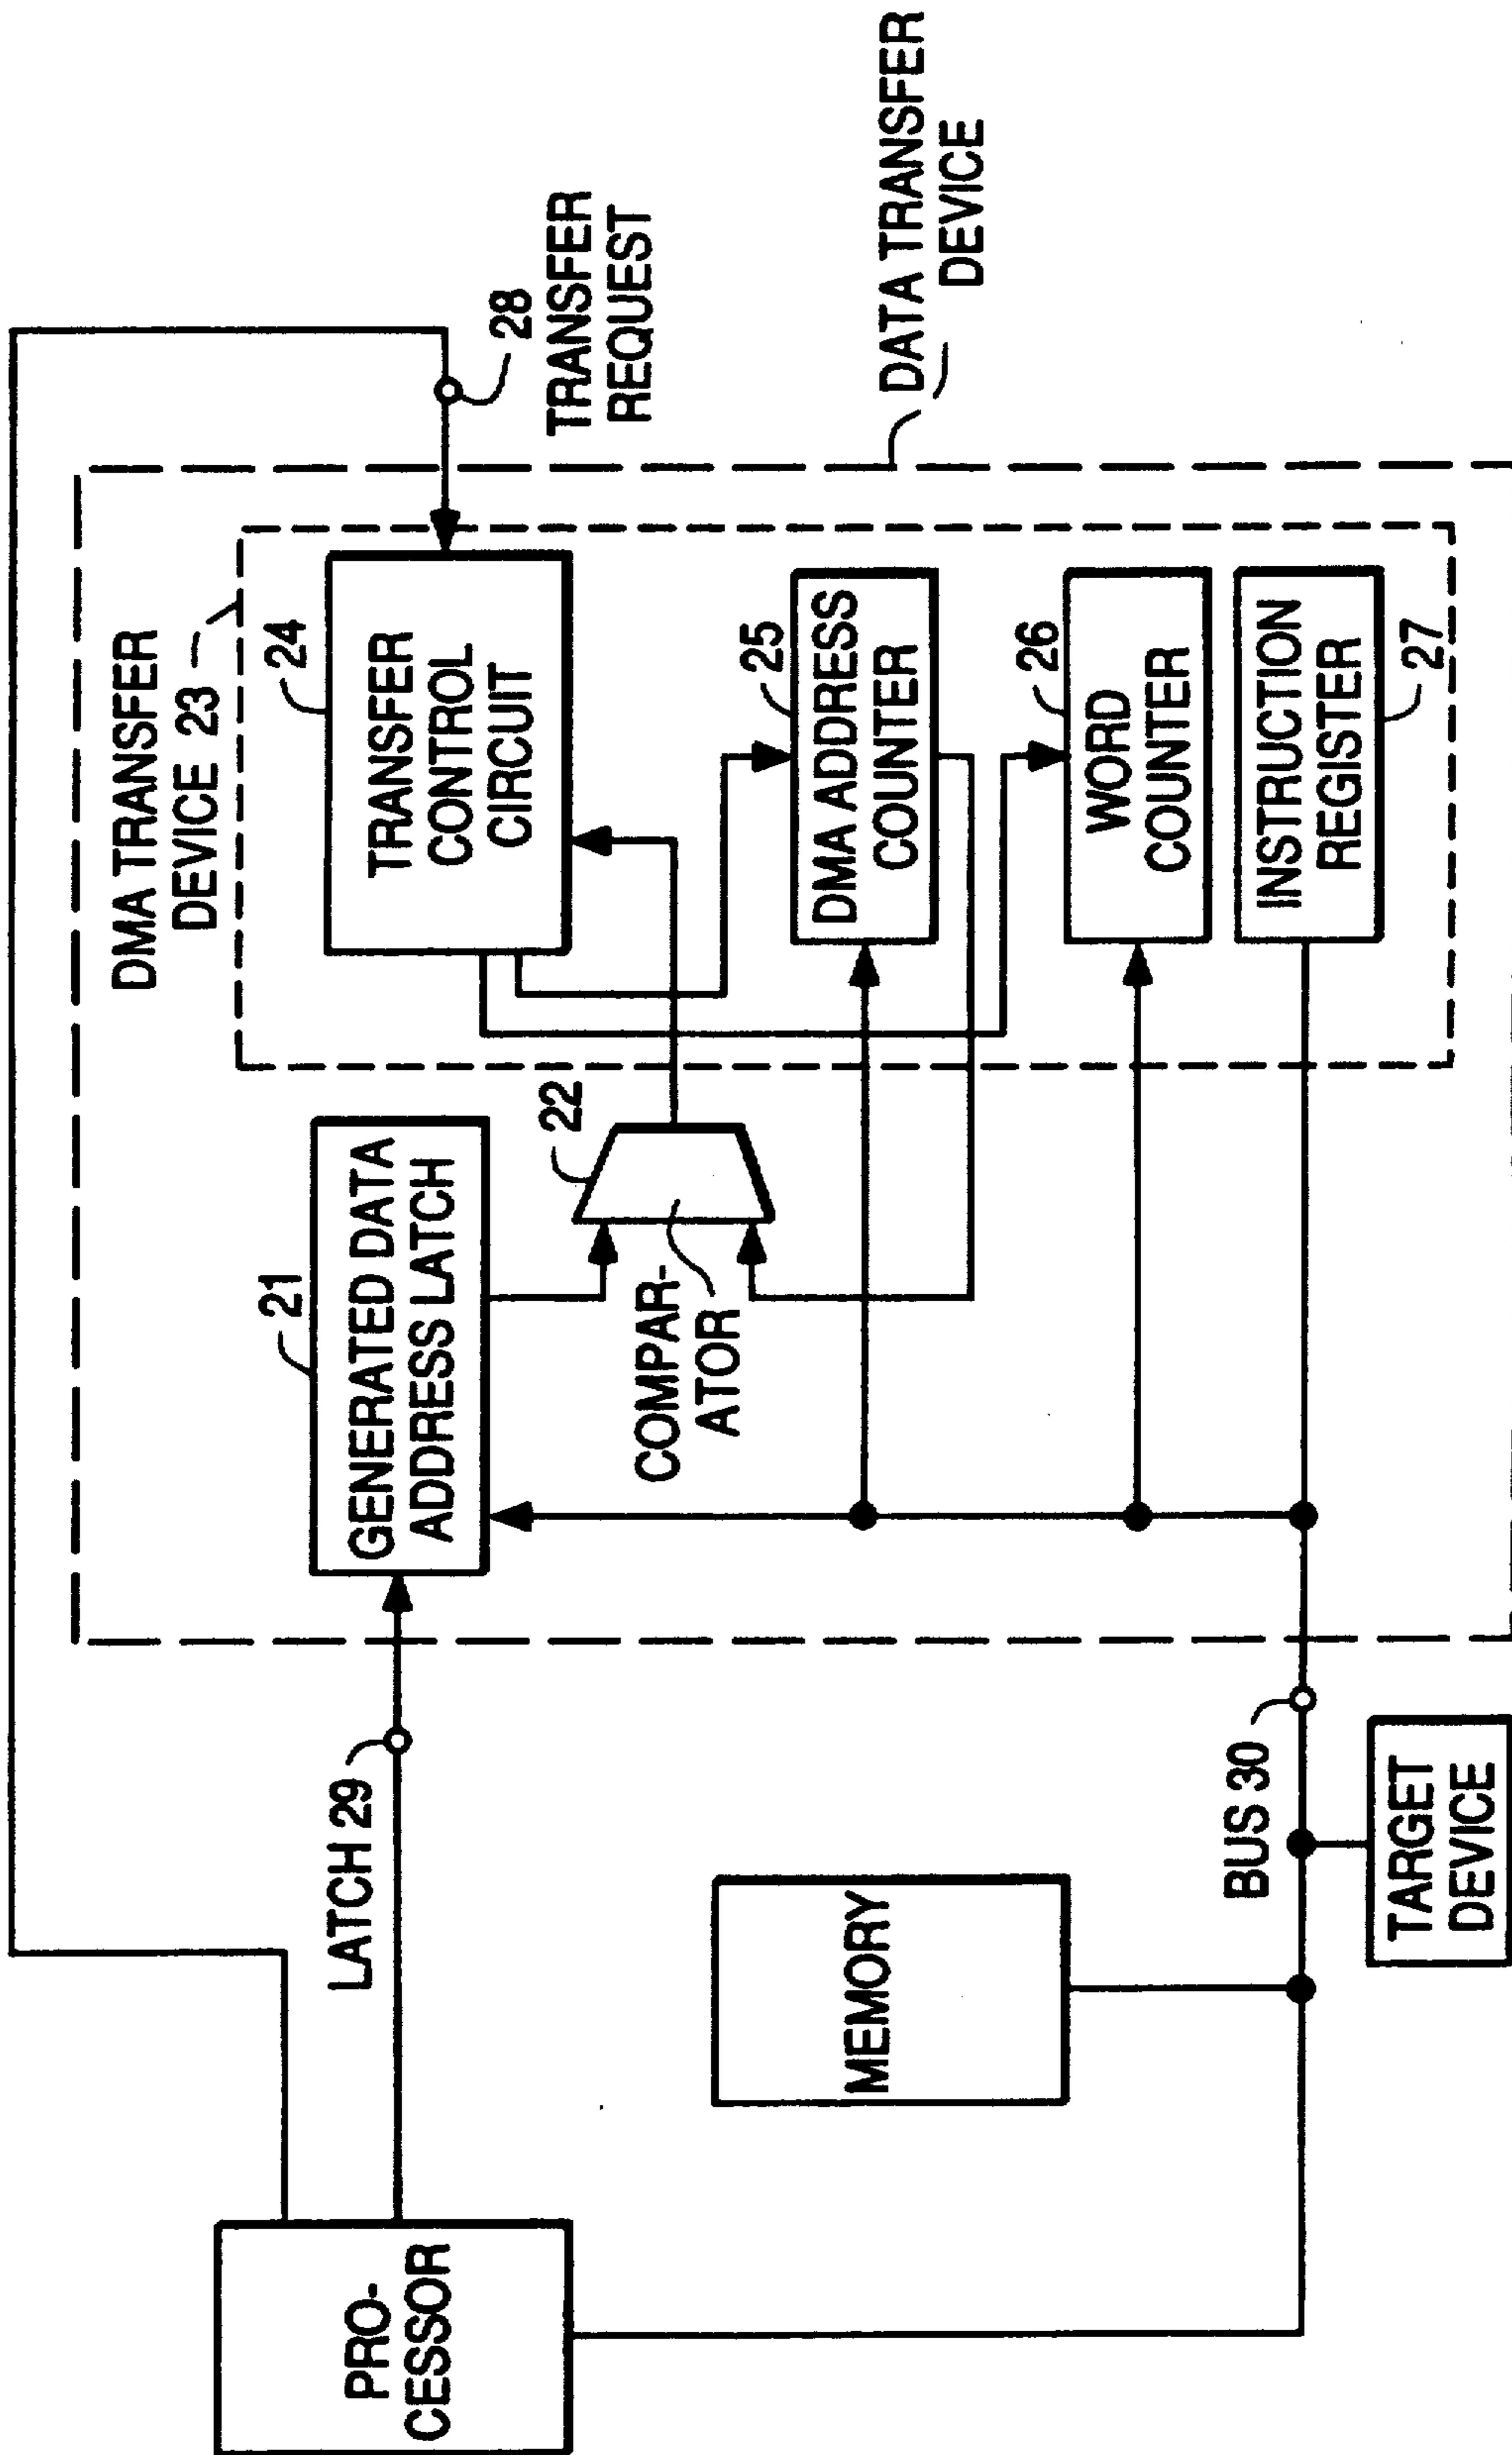 PRO-
CESSOR
LATCH 29
MEMORY
BUS 30
TARGET
DEVICE
21
GENERATED DATA
ADDRESS LATCH
COMPAR-
ATOR
22
DMA TRANSFER
DEVICE 23
24
TRANSFER
CONTROL
CIRCUIT
25
DMA ADDRESS
COUNTER
26
WORD
COUNTER
INSTRUCTION
REGISTER
27
28
TRANSFER
REQUEST
DATA TRANSFER
DEVICE